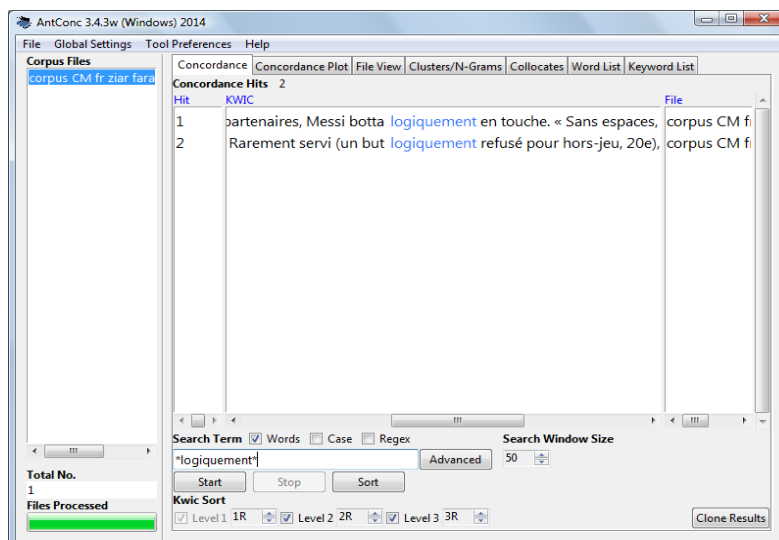 AntConc 3.4.3w (Windows) 2014
File Global Settings Tool Preferences Help
Corpus Files
corpus CM fr ziar fara
Concordance Concordance Plot File View Clusters/N-Grams Collocates Word List Keyword List
Concordance Hits 2
Hit KWIC File
1 partenaires, Messi botta logiquement en touche. « Sans espaces, corpus CM f
2 Rarement servi (un but logiquement refusé pour hors-jeu, 20e), corpus CM f
Search Term Words Case Regex Search Window Size
*logiquement* Advanced 50
Start Stop Sort
Total No.
1
Files Processed
Kwic Sort
Level 1 1R Level 2 2R Level 3 3R Clone Results